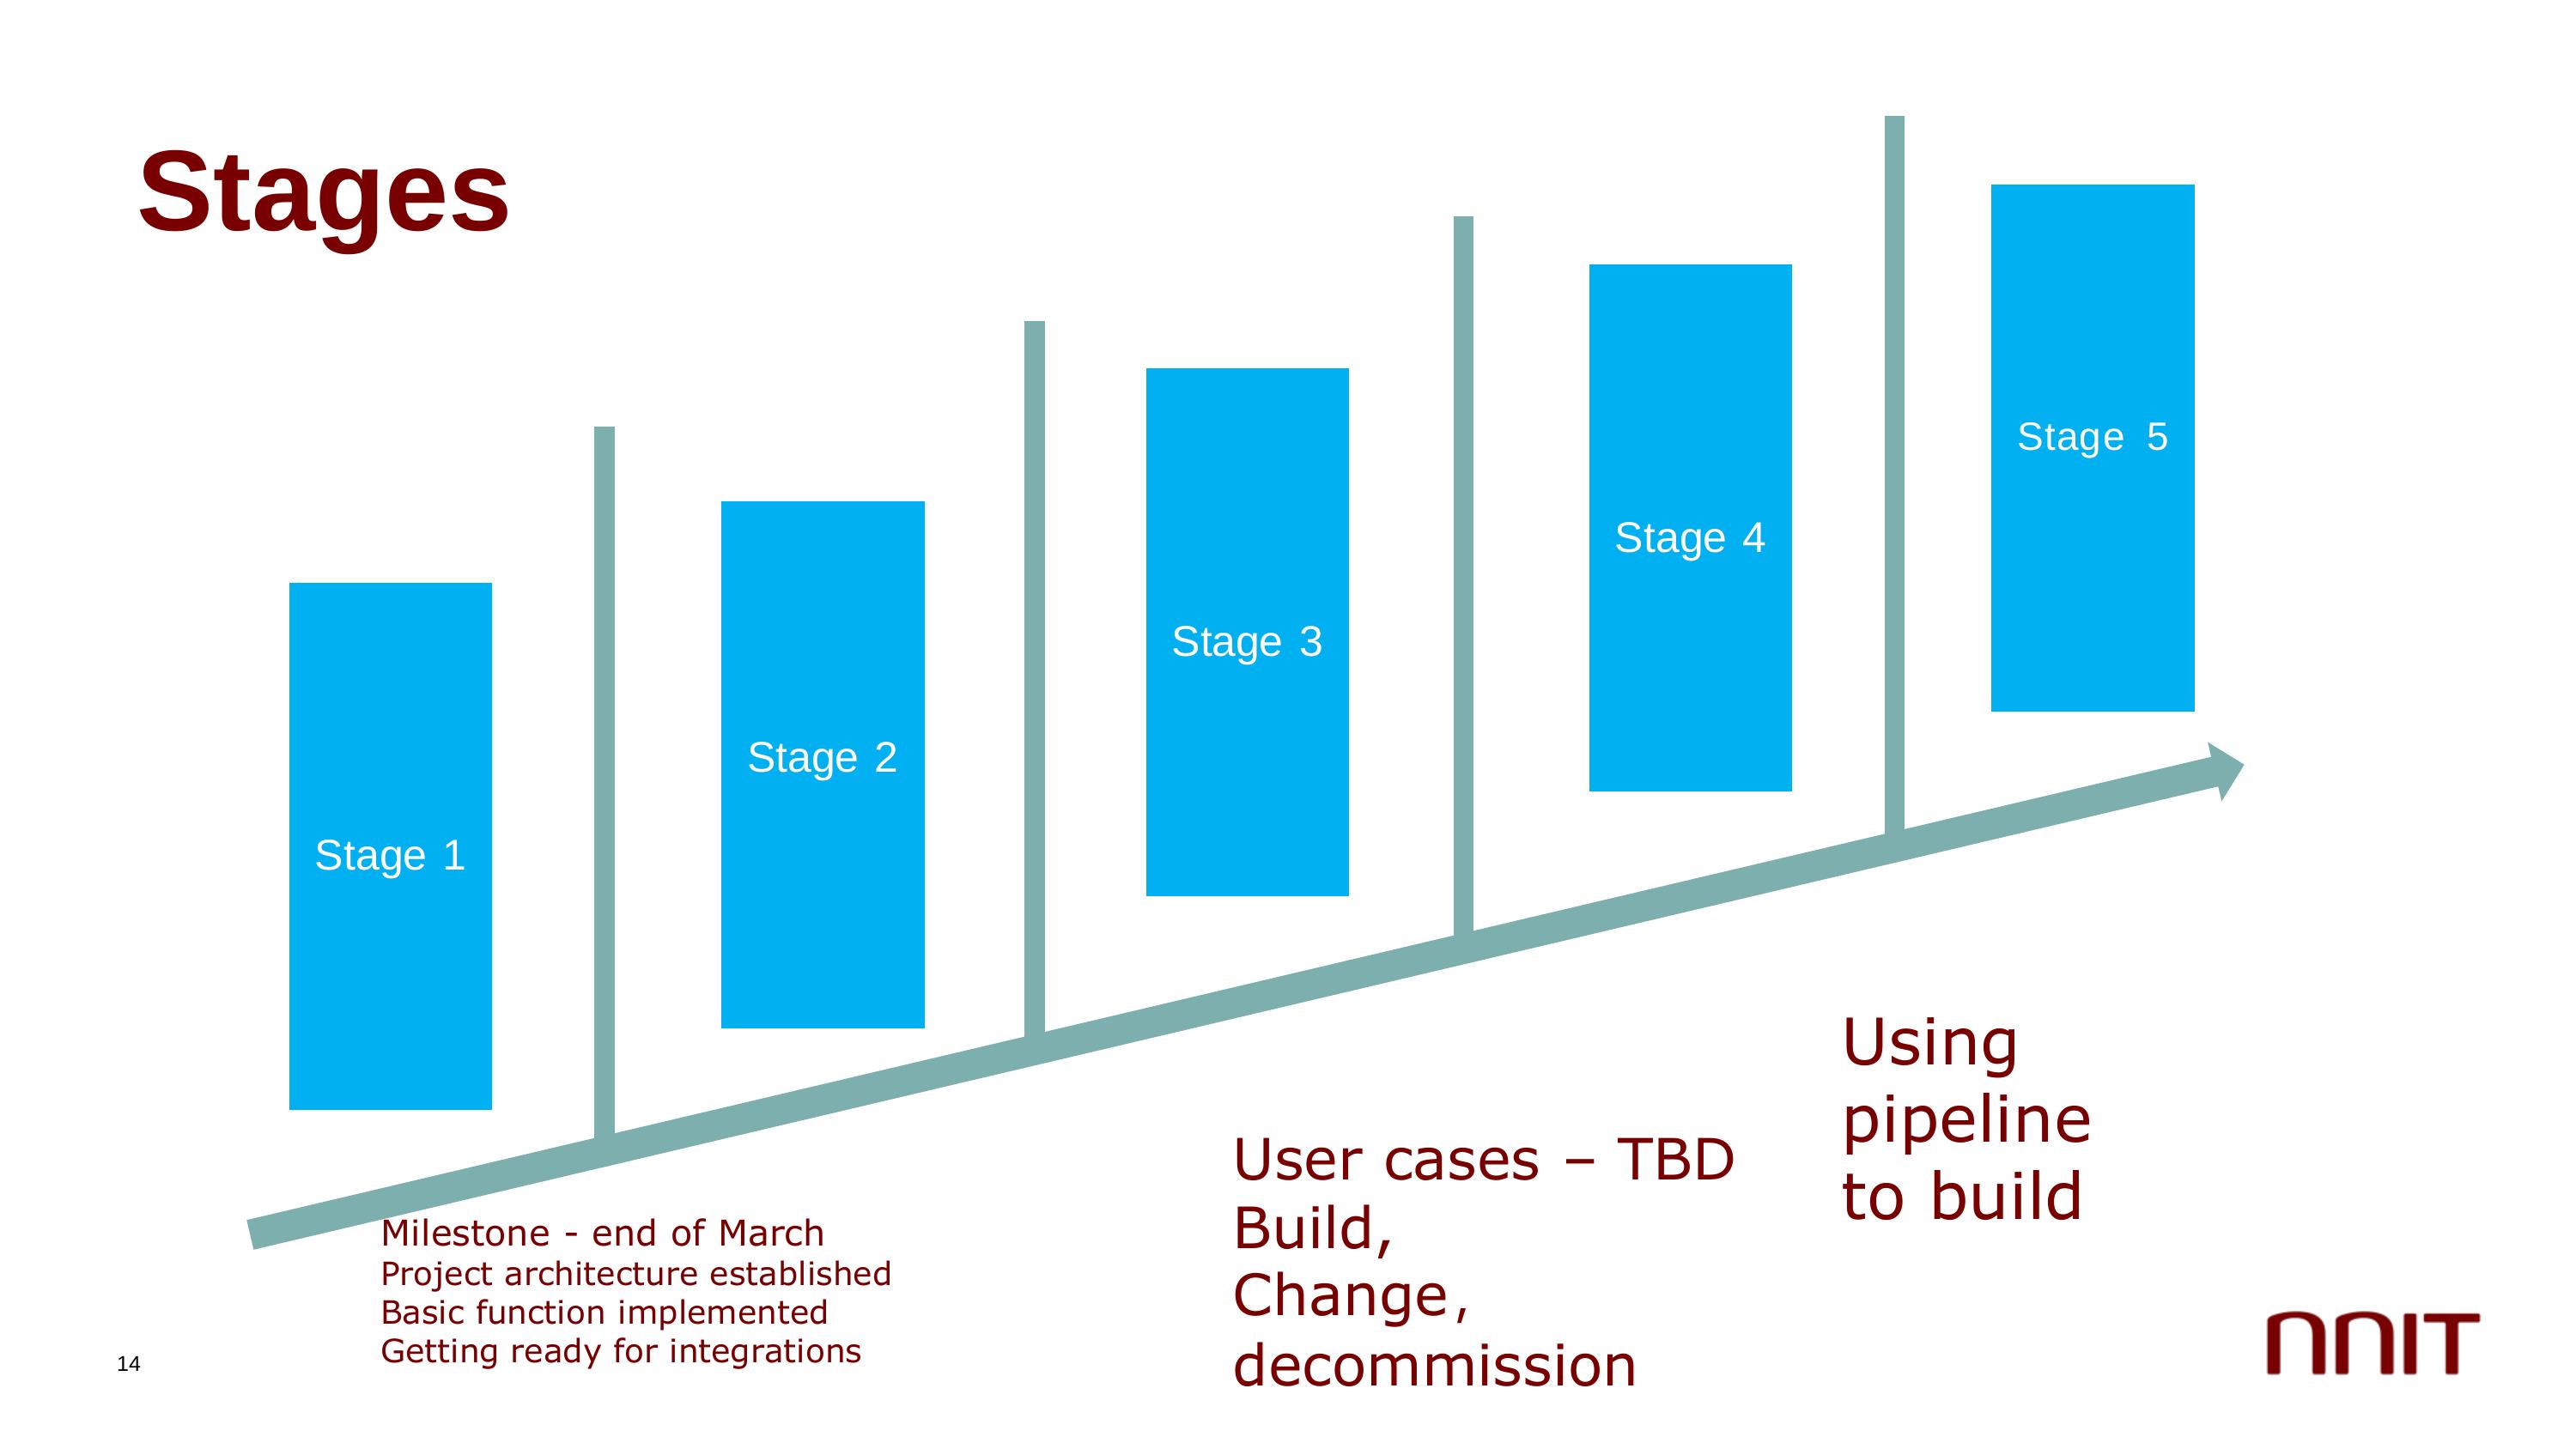 Stages
Stage 1
Stage 2
Stage 3
Stage 4
Stage 5
Milestone - end of March
Project architecture established
Basic function implemented
Getting ready for integrations
User cases – TBD
Build,
Change,
decommission
Using
pipeline
to build
14
NNIT